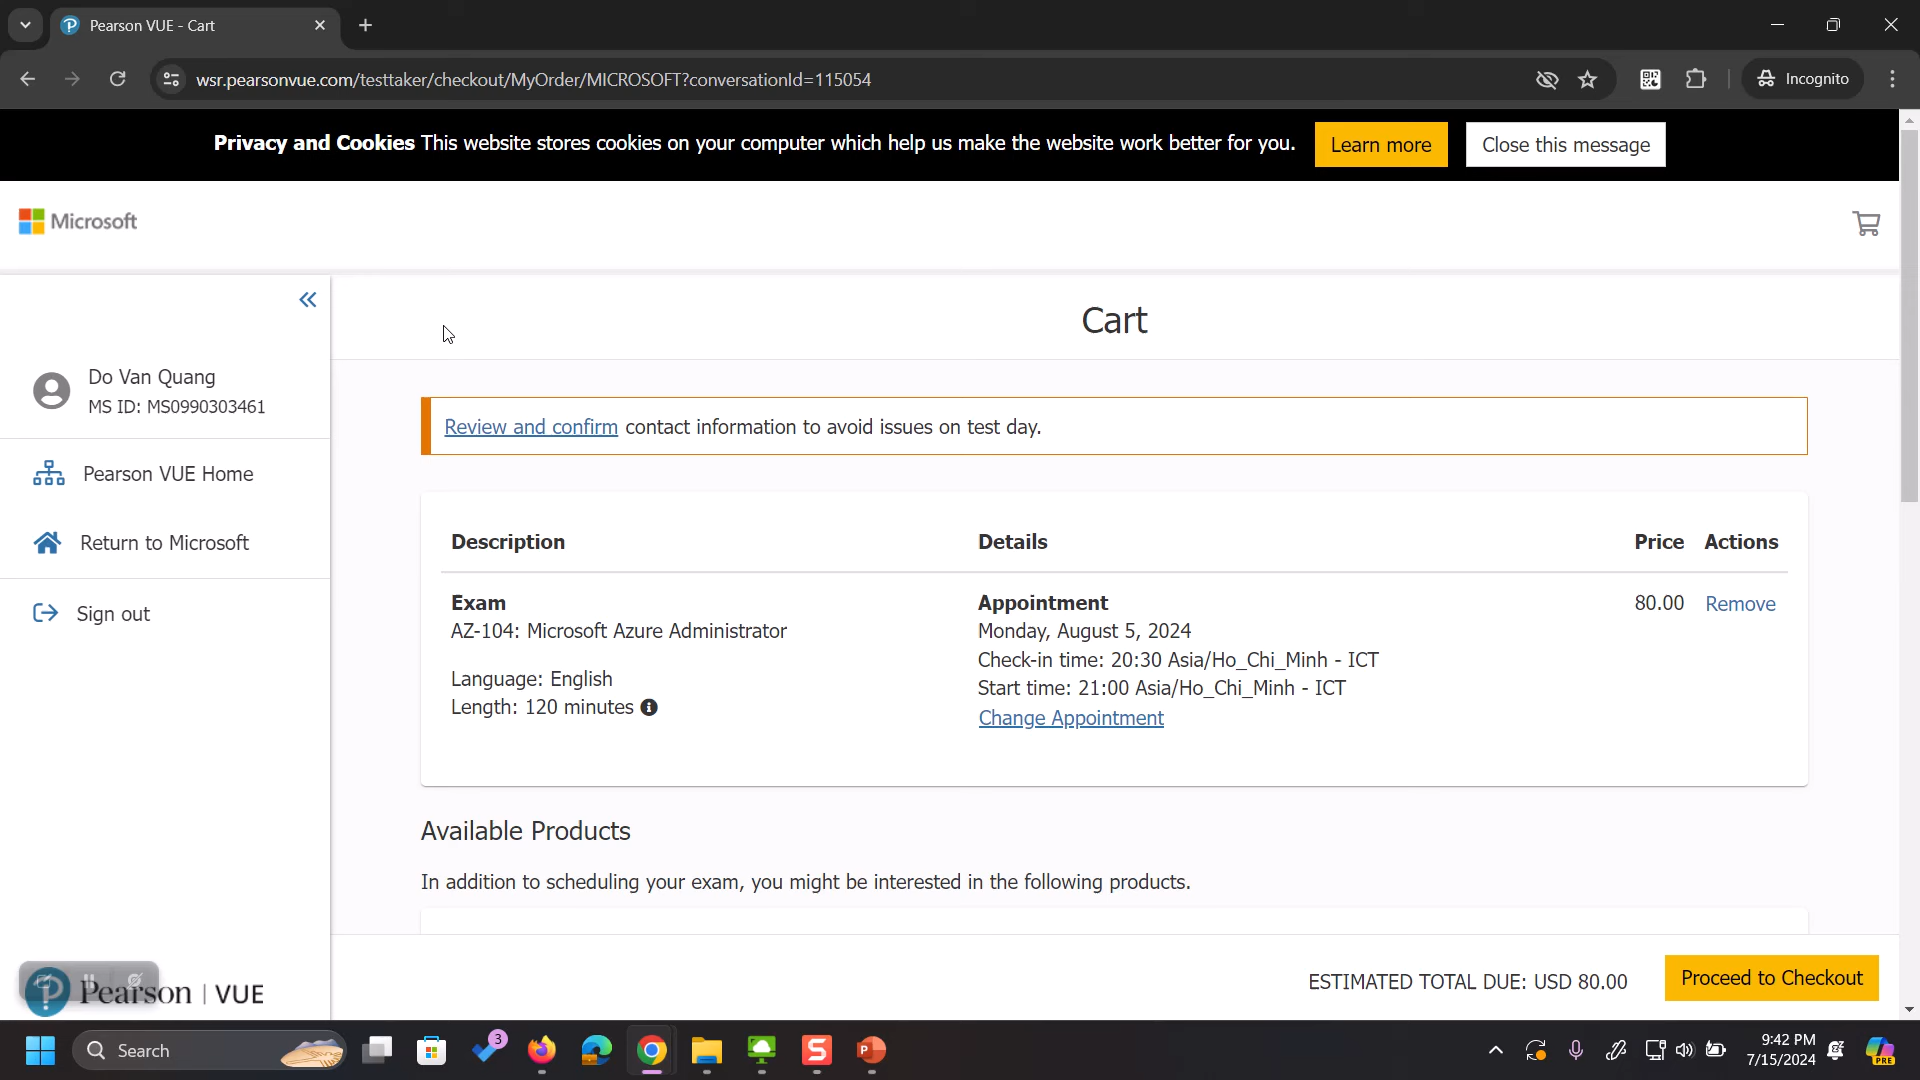 Pearson VUE - Cart
wsr.pearsonvue.com/testtaker/checkout/MyOrder/MICROSOFT?conversationId=115054
Incognito
Privacy and Cookies This website stores cookies on your computer which help us make the website work better for you.
Learn more
Close this message
Microsoft
Cart
Do Van Quang
MS ID: MS0990303461
Pearson VUE Home
Return to Microsoft
Sign out
Review and confirm contact information to avoid issues on test day.
Description Details Price Actions
Exam
AZ-104: Microsoft Azure Administrator
Language: English
Length: 120 minutes
Appointment
Monday, August 5, 2024
Check-in time: 20:30 Asia/Ho_Chi_Minh - ICT
Start time: 21:00 Asia/Ho_Chi_Minh - ICT
Change Appointment
80.00 Remove
Available Products
In addition to scheduling your exam, you might be interested in the following products.
Pearson | VUE
ESTIMATED TOTAL DUE: USD 80.00
Proceed to Checkout
Search
3
9:42 PM
7/15/2024
PRE